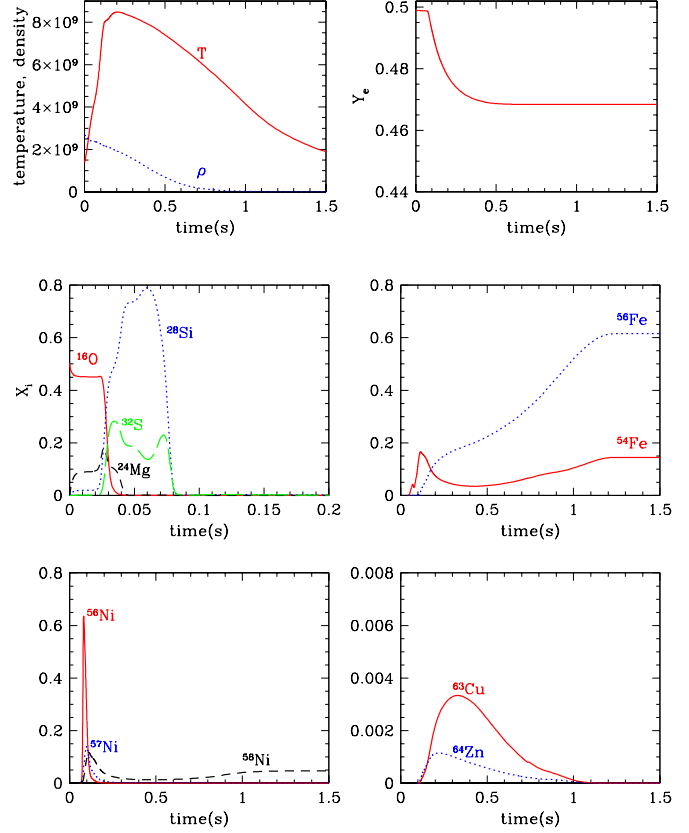 temperature, density
8×10⁹
6×10⁹
4×10⁹
2×10⁹
0
T
ρ
0 0.5 1 1.5
time(s)
Yₑ
0.5
0.48
0.46
0.44
0 0.5 1 1.5
time(s)
Xᵢ
0.8
0.6
0.4
0.2
0
¹⁶O
²⁸Si
³²S
²⁴Mg
0 0.05 0.1 0.15 0.2
time(s)
0.8
0.6
0.4
0.2
0
⁵⁶Fe
⁵⁴Fe
0 0.5 1 1.5
time(s)
0.8
0.6
0.4
0.2
0
⁵⁶Ni
⁵⁷Ni
⁵⁸Ni
0 0.5 1 1.5
time(s)
0.008
0.006
0.004
0.002
0
⁶³Cu
⁶⁴Zn
0 0.5 1 1.5
time(s)